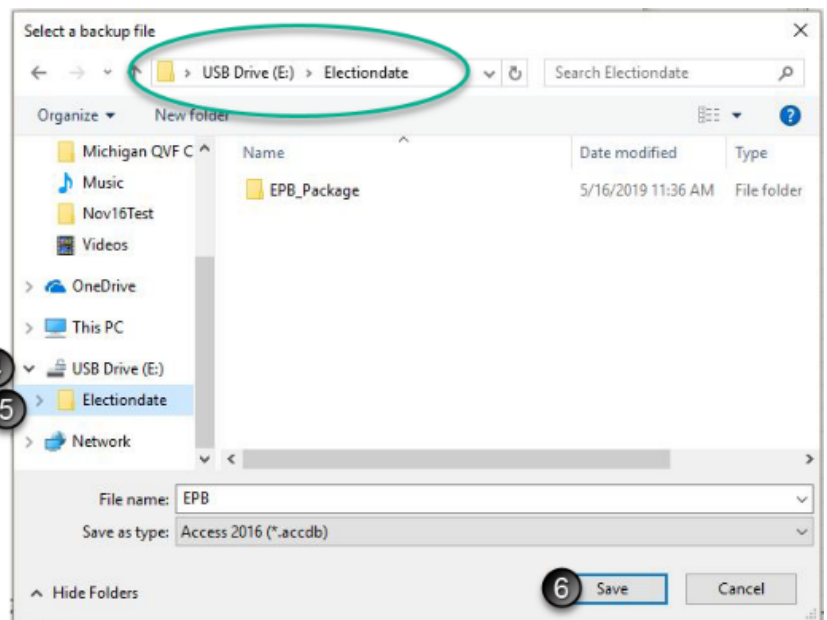 Select a backup file
USB Drive (E:) > Electiondate
Search Electiondate
Organize
New folder
Name
Date modified
Type
Michigan QVF C
Music
Nov16Test
Videos
OneDrive
This PC
USB Drive (E:)
5
Electiondate
Network
EPB_Package
5/16/2019 11:36 AM
File folder
File name: EPB
Save as type: Access 2016 (*.accdb)
Hide Folders
6
Save
Cancel